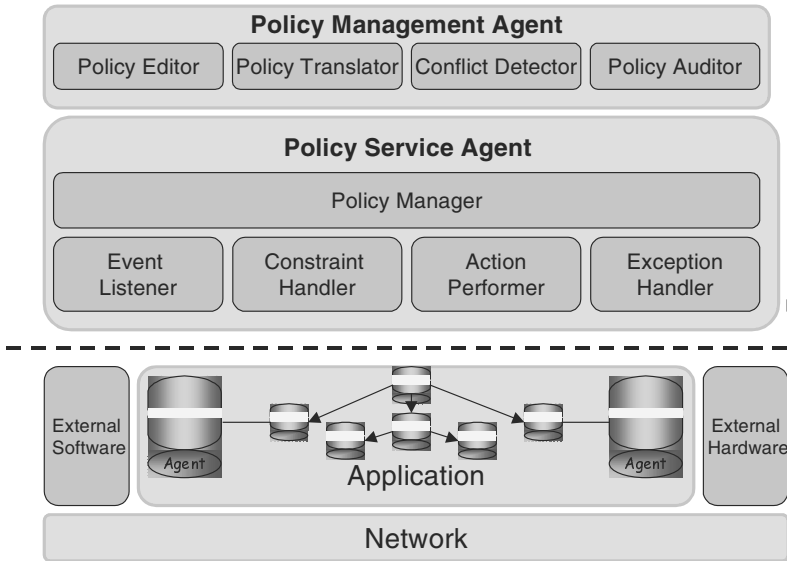 Policy Management Agent
Policy Editor
Policy Translator
Conflict Detector
Policy Auditor
Policy Service Agent
Policy Manager
Event
Listener
Constraint
Handler
Action
Performer
Exception
Handler
External
Software
Agent
Application
Agent
External
Hardware
Network